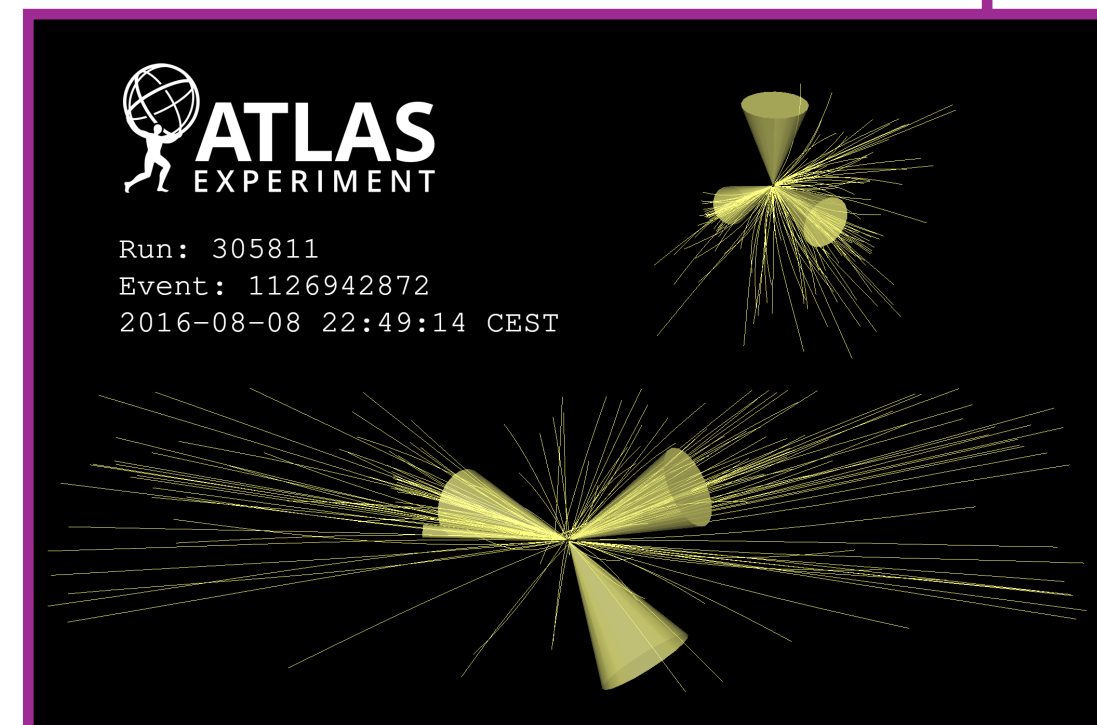 ATLAS
EXPERIMENT
Run: 305811
Event: 1126942872
2016-08-08 22:49:14 CEST